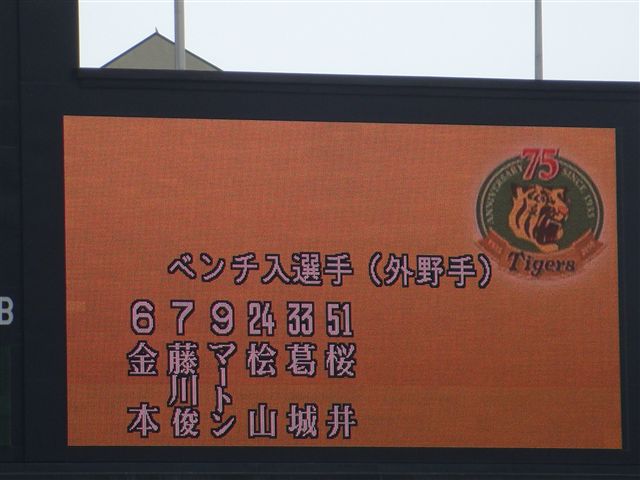 75
ANNIVERSARY SINCE 1935
Tigers
ベンチ入選手(外野手)
6 7 9 24 33 51
金本
藤川俊
マートン
桧山
葛城
桜井
B